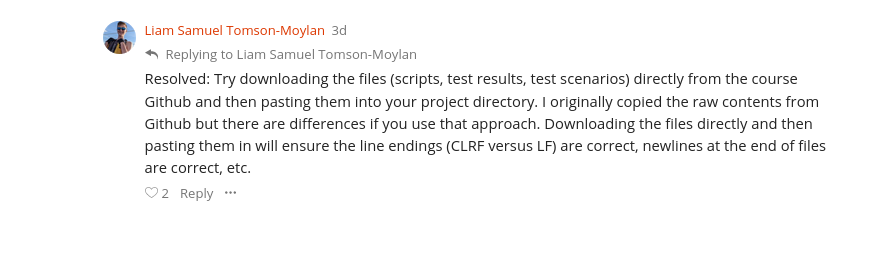 Liam Samuel Tomson-Moylan 3d
Replying to Liam Samuel Tomson-Moylan
Resolved: Try downloading the files (scripts, test results, test scenarios) directly from the course
Github and then pasting them into your project directory. I originally copied the raw contents from
Github but there are differences if you use that approach. Downloading the files directly and then
pasting them in will ensure the line endings (CLRF versus LF) are correct, newlines at the end of files
are correct, etc.
2 Reply ···